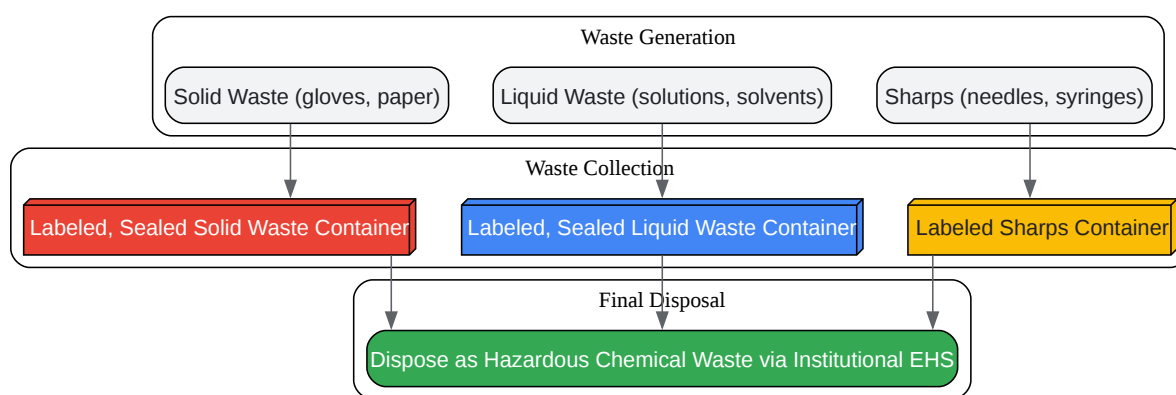 Waste Generation
Solid Waste (gloves, paper)
Liquid Waste (solutions, solvents)
Sharps (needles, syringes)
Waste Collection
Labeled, Sealed Solid Waste Container
Labeled, Sealed Liquid Waste Container
Labeled Sharps Container
Final Disposal
Dispose as Hazardous Chemical Waste via Institutional EHS